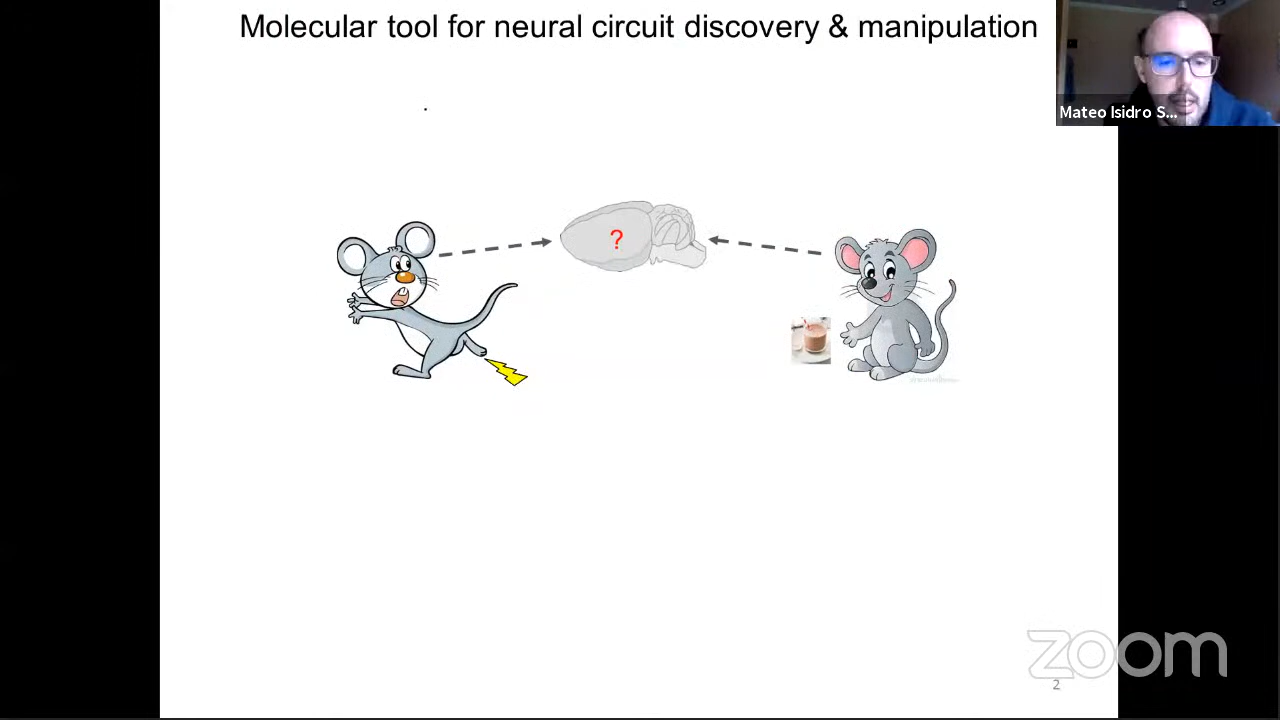 Molecular tool for neural circuit discovery & manipulation
Mateo Isidro S...
?
zoom
2